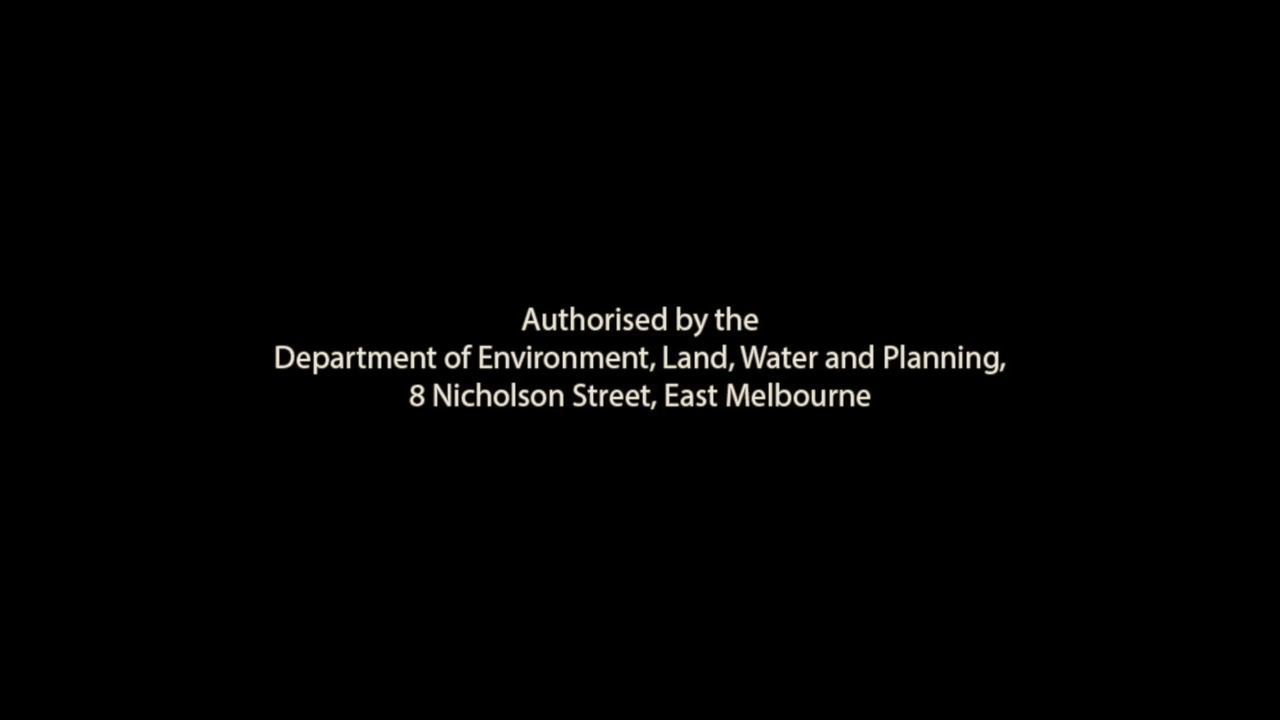 Authorised by the
Department of Environment, Land, Water and Planning,
8 Nicholson Street, East Melbourne